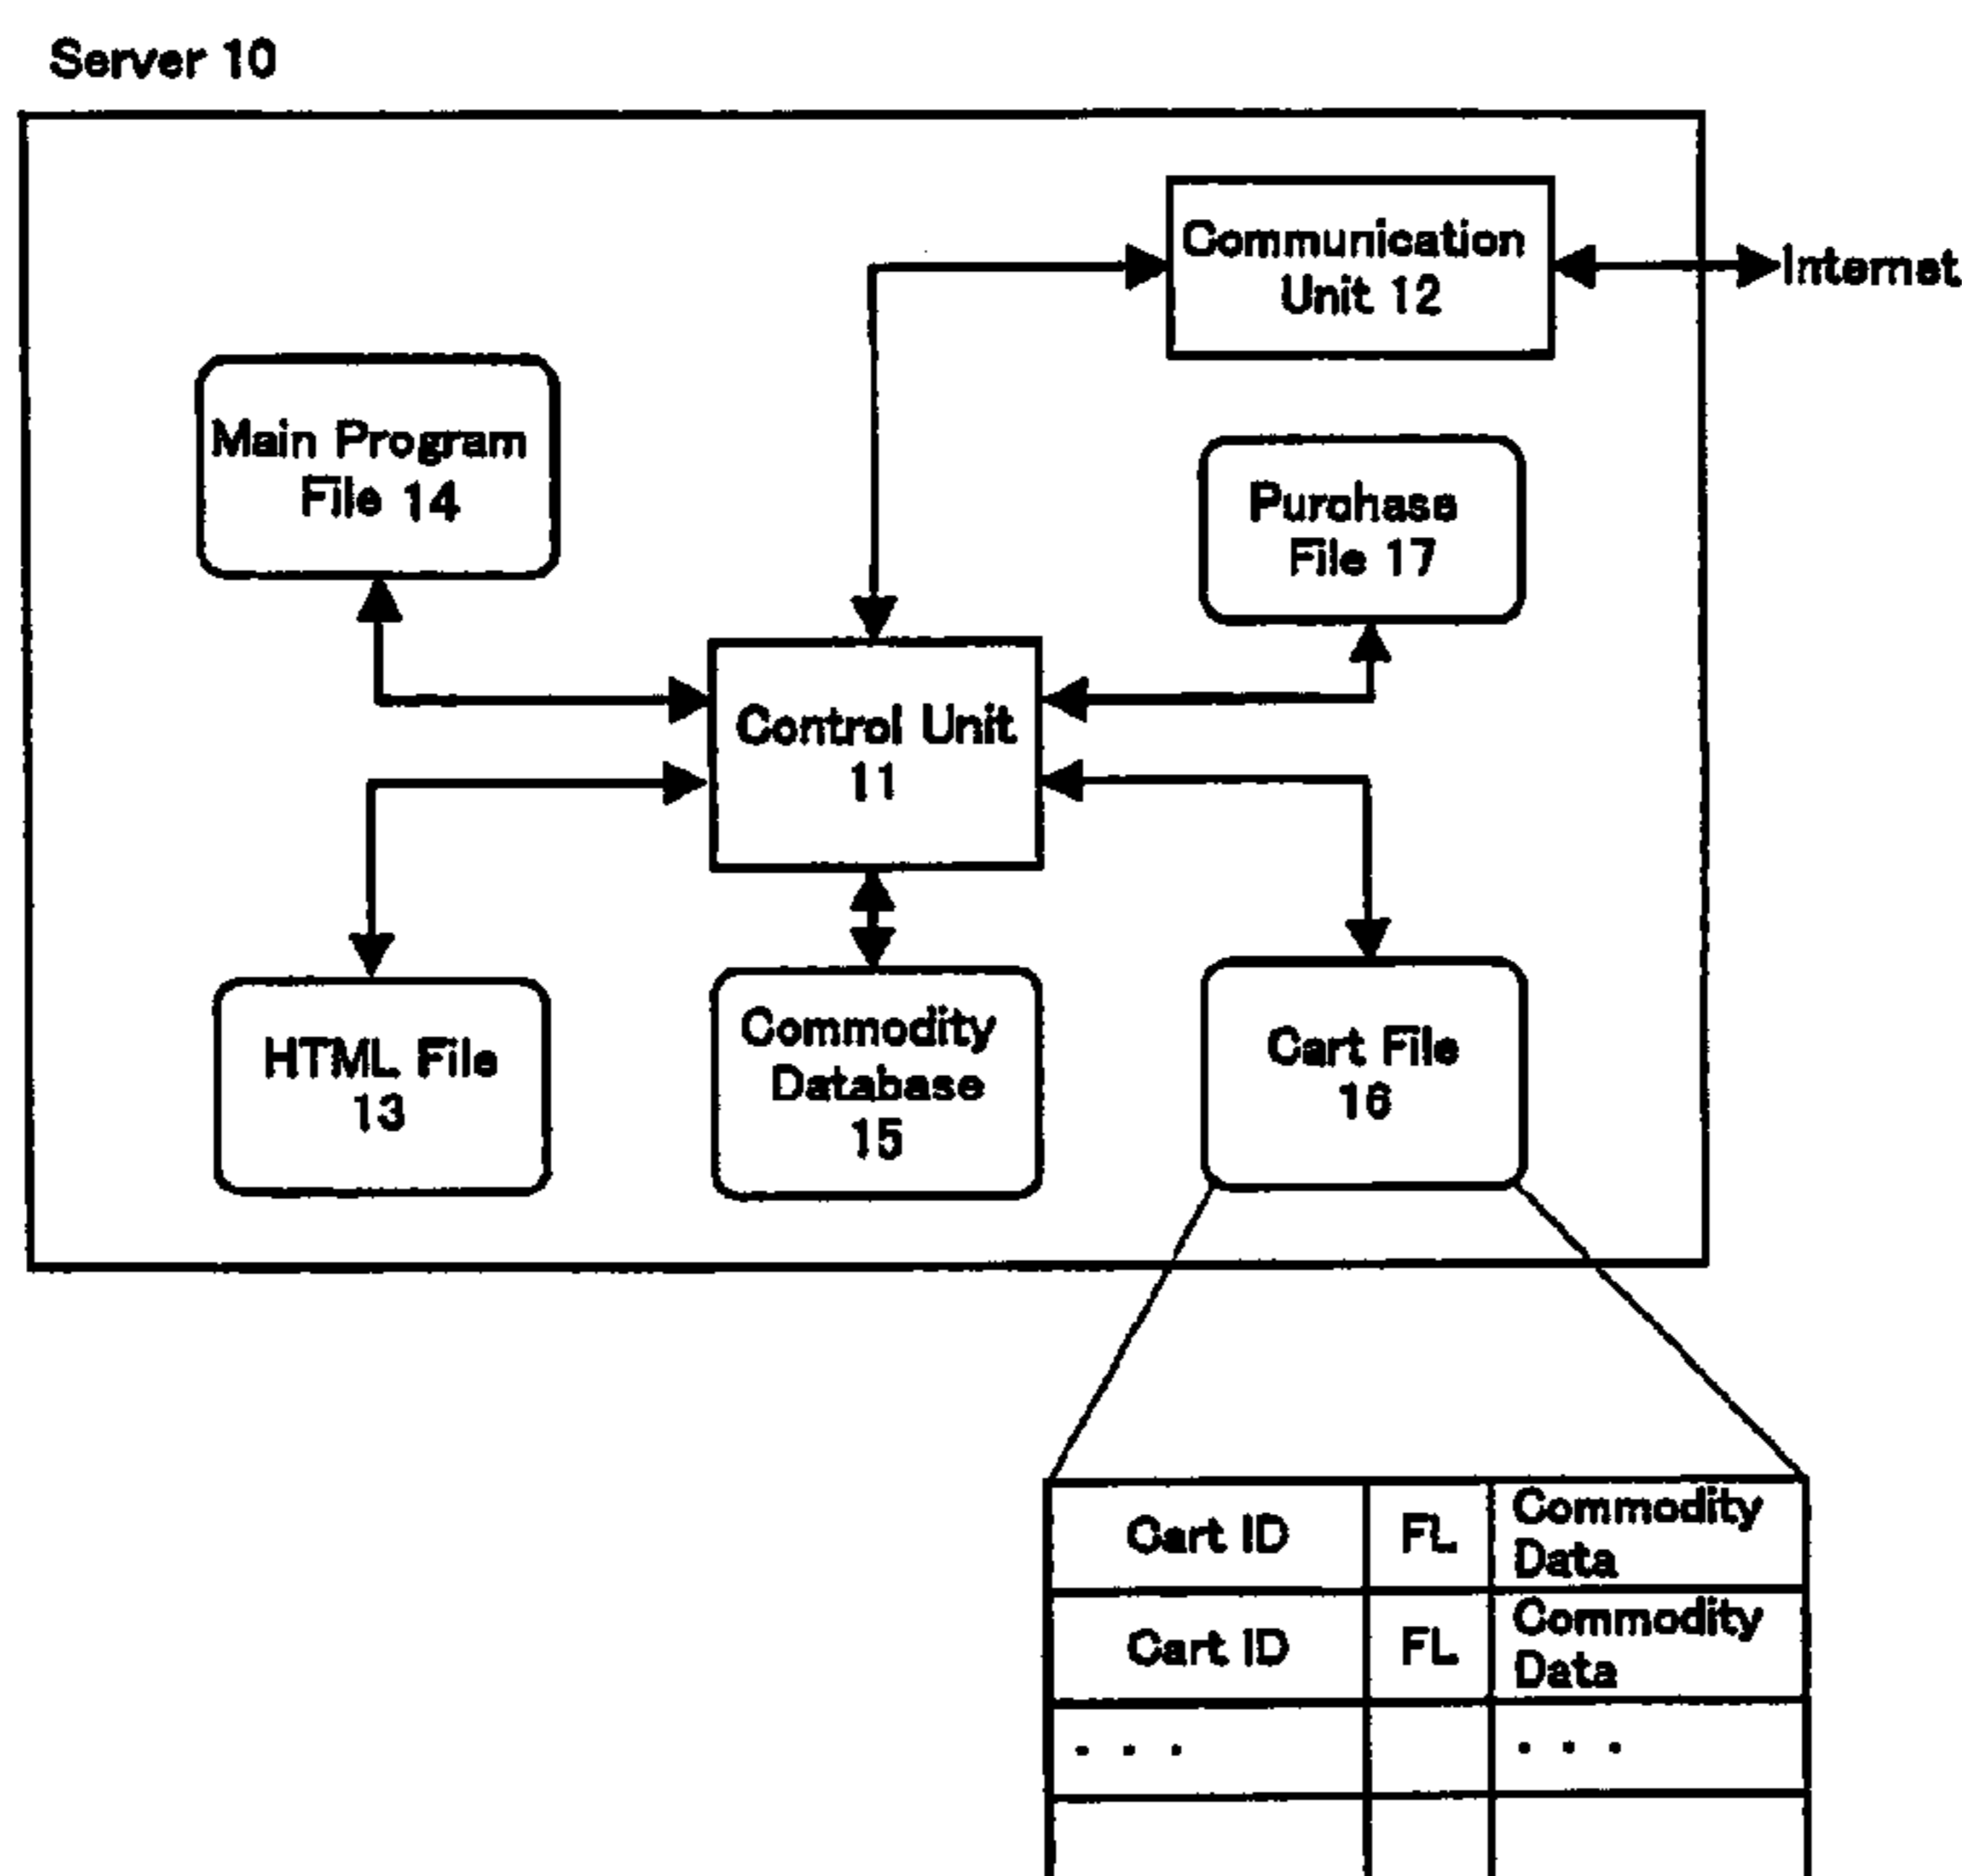 Server 10
Communication
Unit 12
Internet
Main Program
File 14
Purchase
File 17
Control Unit
11
HTML File
13
Commodity
Database
15
Cart File
16
Cart ID FL Commodity
Data
Cart ID FL Commodity
Data
· · · · · ·